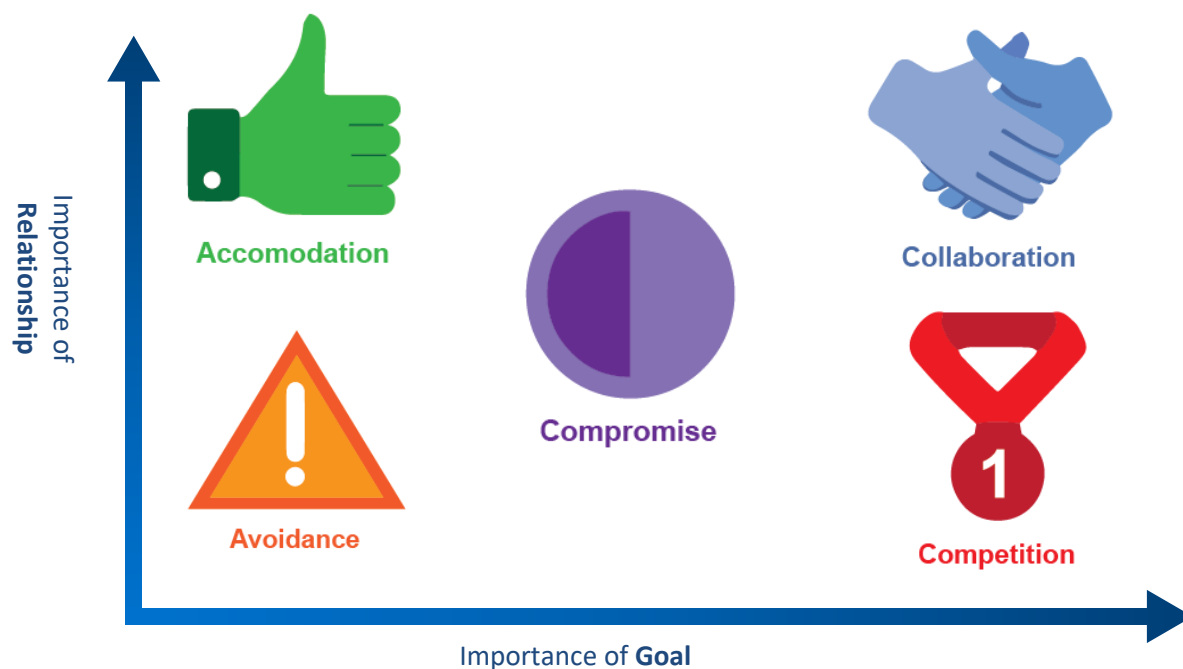 Importance of
Relationship
Accomodation
Collaboration
Compromise
Avoidance
1
Competition
Importance of Goal